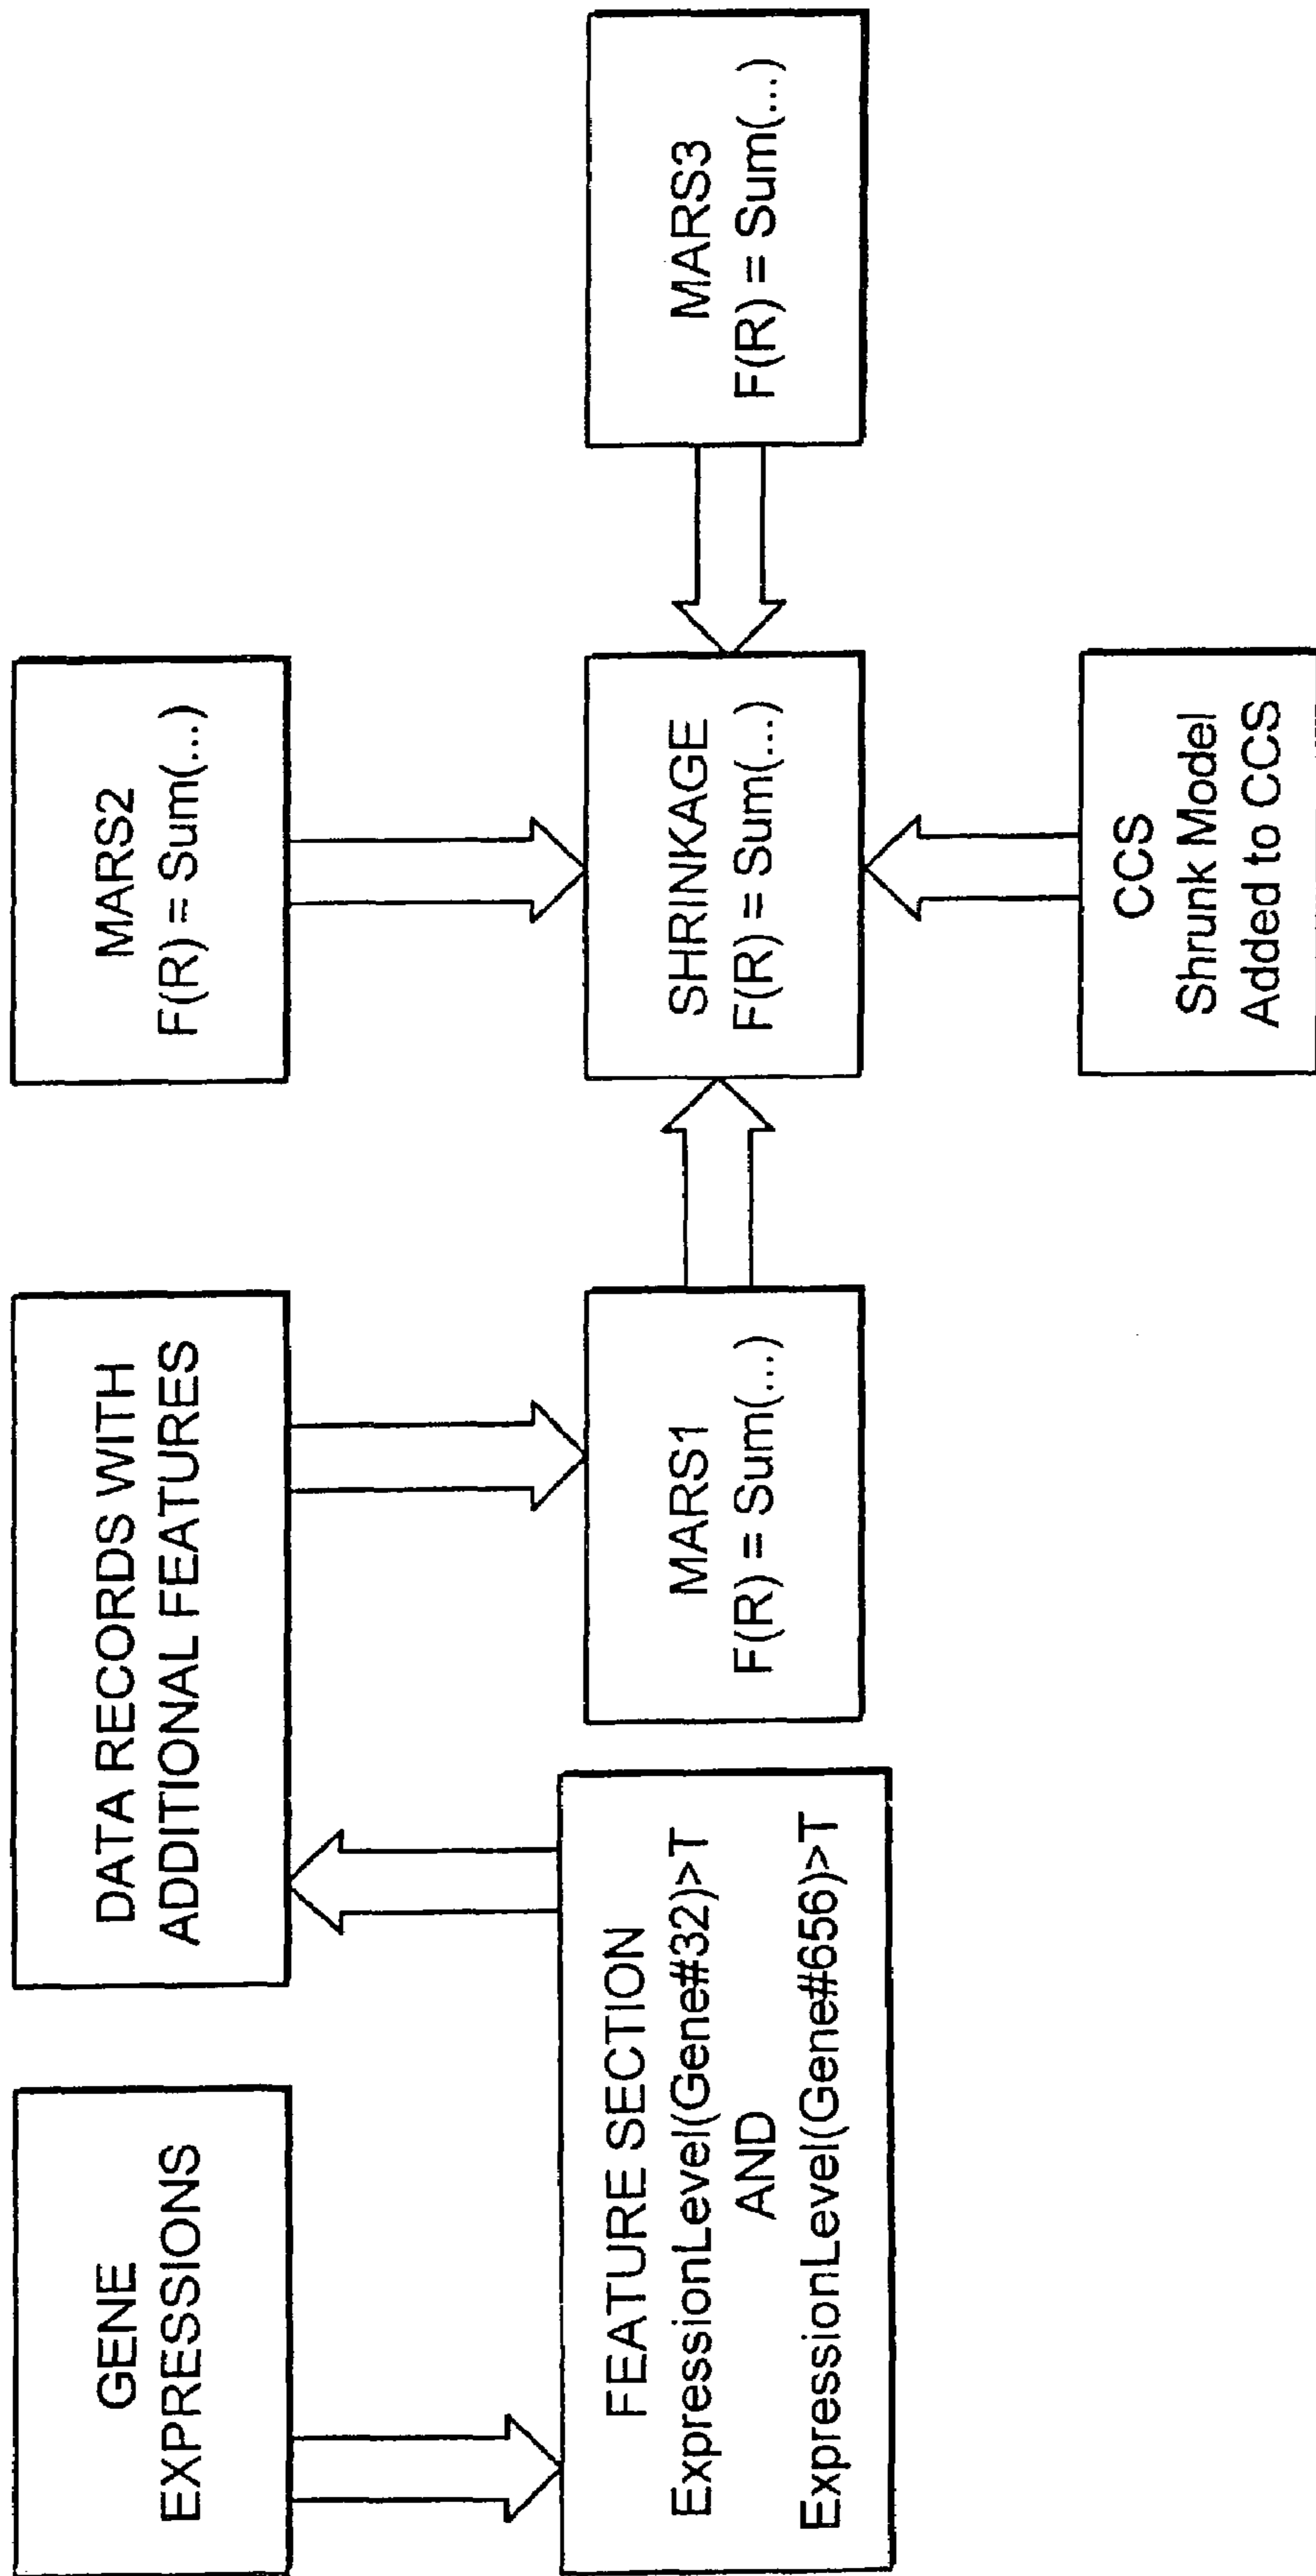 GENE
EXPRESSIONS
DATA RECORDS WITH
ADDITIONAL FEATURES
MARS2
F(R) = Sum(...)
FEATURE SECTION
ExpressionLevel(Gene#32)>T
AND
ExpressionLevel(Gene#656)>T
MARS1
F(R) = Sum(...)
SHRINKAGE
F(R) = Sum(...)
MARS3
F(R) = Sum(...)
CCS
Shrunk Model
Added to CCS